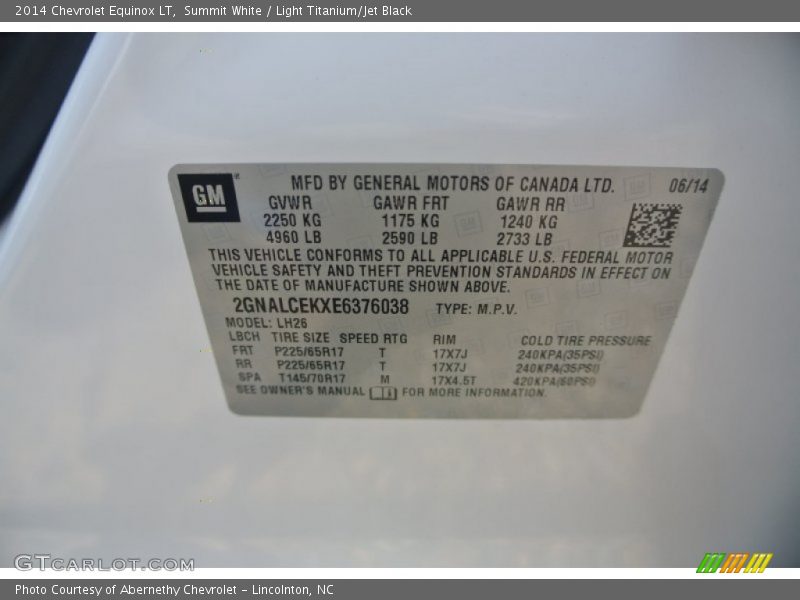 2014 Chevrolet Equinox LT, Summit White / Light Titanium/Jet Black
GM
MFD BY GENERAL MOTORS OF CANADA LTD. 06/14
GVWR GAWR FRT GAWR RR
2250 KG 1175 KG 1240 KG
4960 LB 2590 LB 2733 LB
THIS VEHICLE CONFORMS TO ALL APPLICABLE U.S. FEDERAL MOTOR
VEHICLE SAFETY AND THEFT PREVENTION STANDARDS IN EFFECT ON
THE DATE OF MANUFACTURE SHOWN ABOVE.
2GNALCEKXE6376038 TYPE: M.P.V.
MODEL: LH26
LBCH TIRE SIZE SPEED RTG RIM COLD TIRE PRESSURE
FRT P225/65R17 T 17X7J 240KPA(35PSI)
RR P225/65R17 T 17X7J 240KPA(35PSI)
SPA T145/70R17 M 17X4.5T 420KPA(60PSI)
SEE OWNER'S MANUAL FOR MORE INFORMATION.
GTCARLOT.COM
Photo Courtesy of Abernethy Chevrolet – Lincolnton, NC